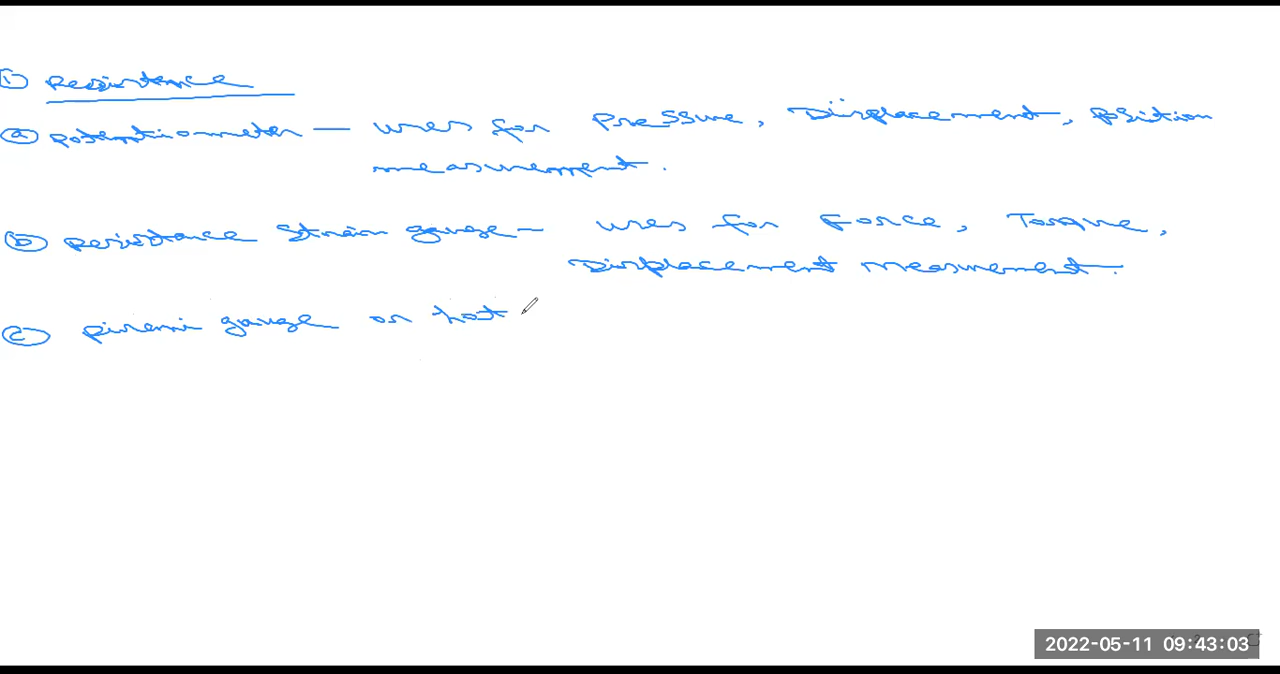 ① Resistance
ⓐ potentiometer — uses for pressure, Displacement, position
measurement.
ⓑ Resistance Strain gauge — uses for Force, Torque,
Displacement measurement.
ⓒ pirani gauge or hot
2022-05-11 09:43:03